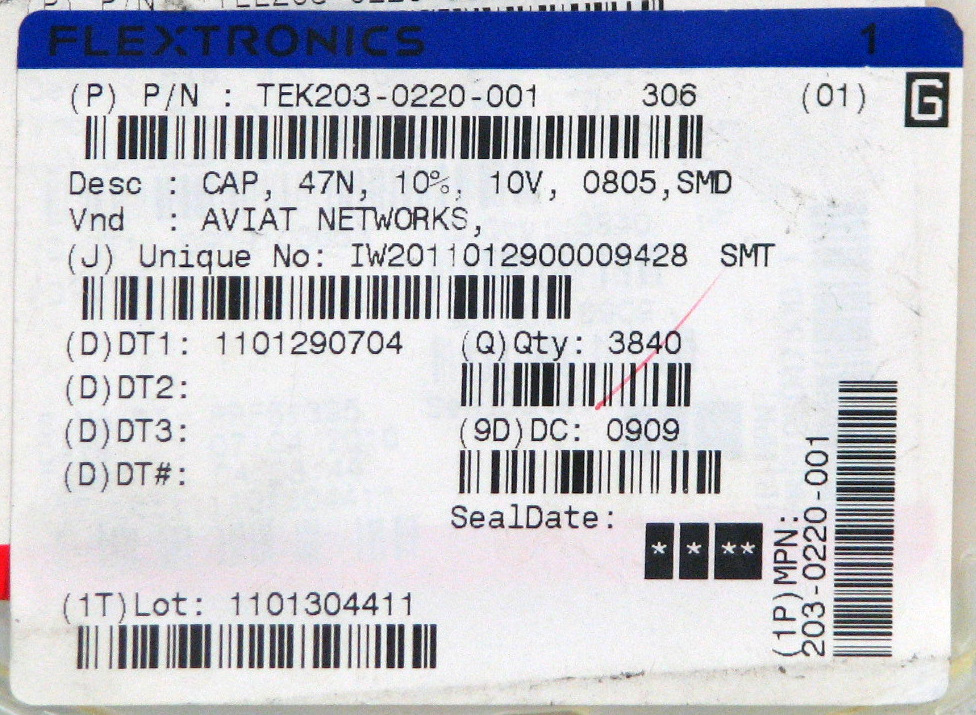 FLEXTRONICS 1
(P) P/N : TEK203-0220-001 306 (01) G
Desc : CAP, 47N, 10%, 10V, 0805,SMD
Vnd : AVIAT NETWORKS,
(J) Unique No: IW2011012900009428 SMT
(D)DT1: 1101290704 (Q)Qty: 3840
(D)DT2:
(D)DT3: (9D)DC: 0909
(D)DT#:
SealDate:
* * **
(1T)Lot: 1101304411
(1P)MPN:
203-0220-001